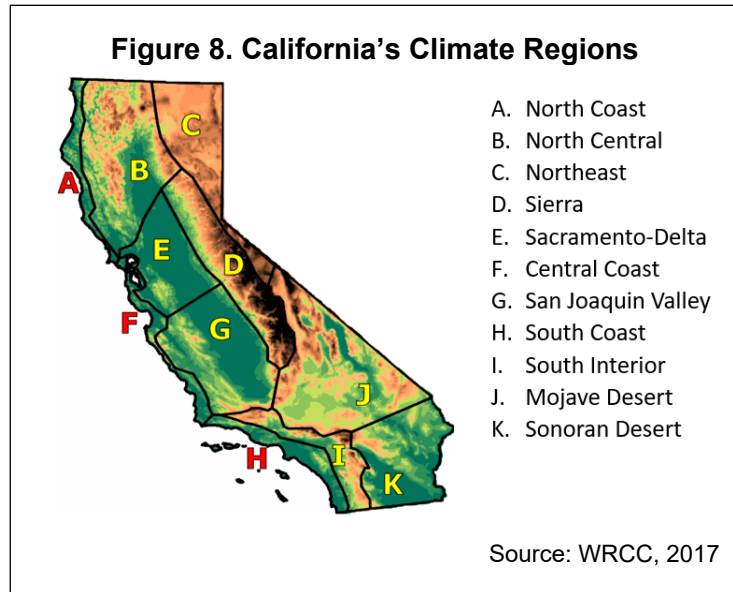 Figure 8. California’s Climate Regions
A. North Coast
B. North Central
C. Northeast
D. Sierra
E. Sacramento-Delta
F. Central Coast
G. San Joaquin Valley
H. South Coast
I. South Interior
J. Mojave Desert
K. Sonoran Desert
C
B
A
E
D
F
G
J
H
I
K
Source: WRCC, 2017